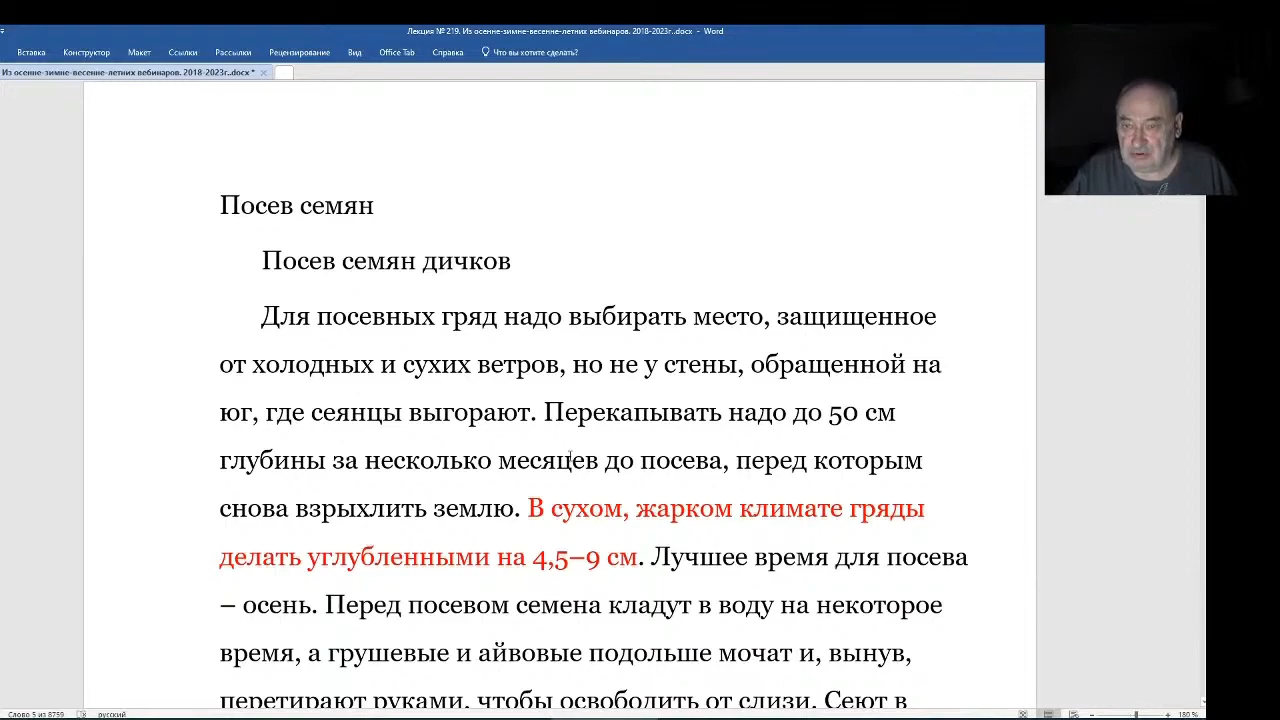 Лекция № 219. Из осенне-зимне-весенне-летних вебинаров. 2018-2023г..docx - Word
Вставка Конструктор Макет Ссылки Рассылки Рецензирование Вид Office Tab Справка Что вы хотите сделать?
Из осенне-зимне-весенне-летних вебинаров. 2018-2023г..docx *
Посев семян
Посев семян дичков
Для посевных гряд надо выбирать место, защищенное
от холодных и сухих ветров, но не у стены, обращенной на
юг, где сеянцы выгорают. Перекапывать надо до 50 см
глубины за несколько месяцев до посева, перед которым
снова взрыхлить землю. В сухом, жарком климате гряды
делать углубленными на 4,5–9 см. Лучшее время для посева
– осень. Перед посевом семена кладут в воду на некоторое
время, а грушевые и айвовые подольше мочат и, вынув,
перетирают руками, чтобы освободить от слизи. Сеют в
Слово 5 из 8759 русский 180 %